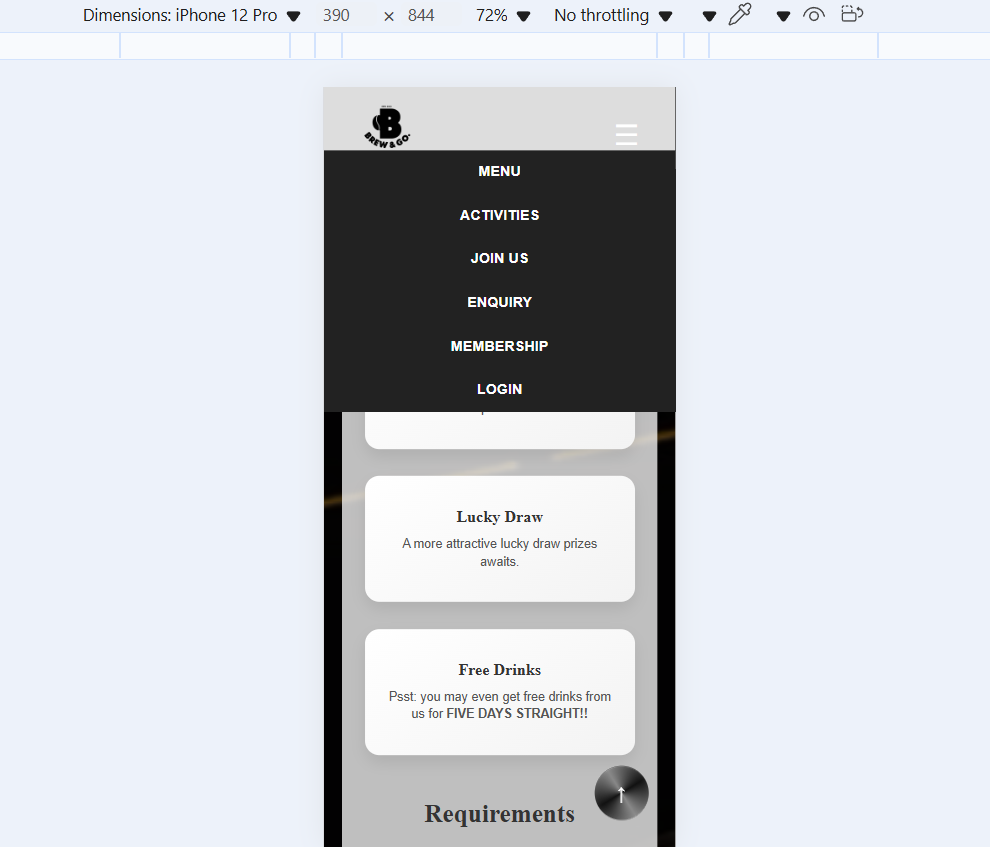 Dimensions: iPhone 12 Pro 390 × 844 72% No throttling
B
BREW & GO
MENU
ACTIVITIES
JOIN US
ENQUIRY
MEMBERSHIP
LOGIN
Lucky Draw
A more attractive lucky draw prizes
awaits.
Free Drinks
Psst: you may even get free drinks from
us for FIVE DAYS STRAIGHT!!
↑
Requirements